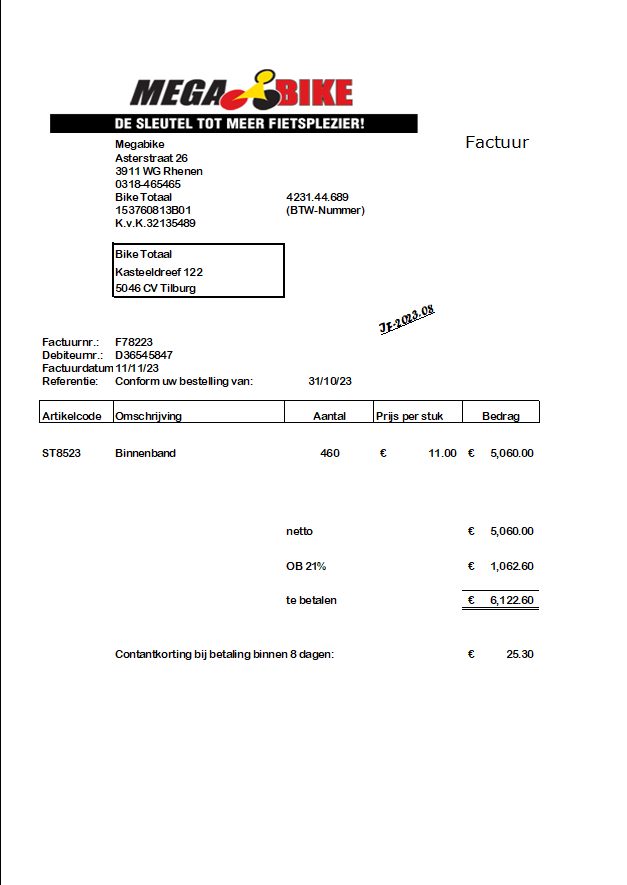 MEGA BIKE
DE SLEUTEL TOT MEER FIETSPLEZIER!
Factuur
Megabike
Asterstraat 26
3911 WG Rhenen
0318-465465
Bike Totaal 4231.44.689
153760813B01 (BTW-Nummer)
K.v.K.32135489
Bike Totaal
Kasteeldreef 122
5046 CV Tilburg
IF-2023.08
Factuurnr.: F78223
Debiteurnr.: D36545847
Factuurdatum 11/11/23
Referentie: Conform uw bestelling van: 31/10/23
Artikelcode Omschrijving Aantal Prijs per stuk Bedrag
ST8523 Binnenband 460 € 11.00 € 5,060.00
netto € 5,060.00
OB 21% € 1,062.60
te betalen € 6,122.60
Contantkorting bij betaling binnen 8 dagen: € 25.30